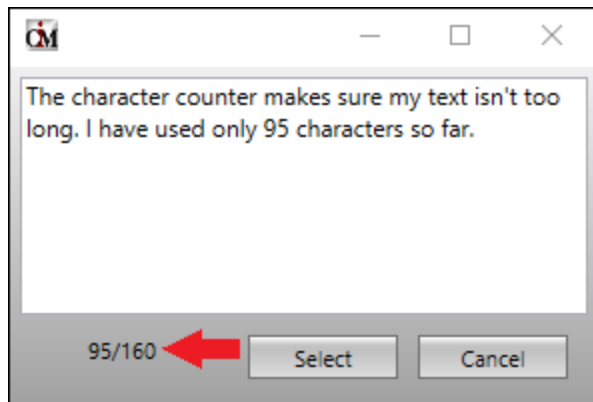 iM
The character counter makes sure my text isn't too
long. I have used only 95 characters so far.
95/160
Select
Cancel